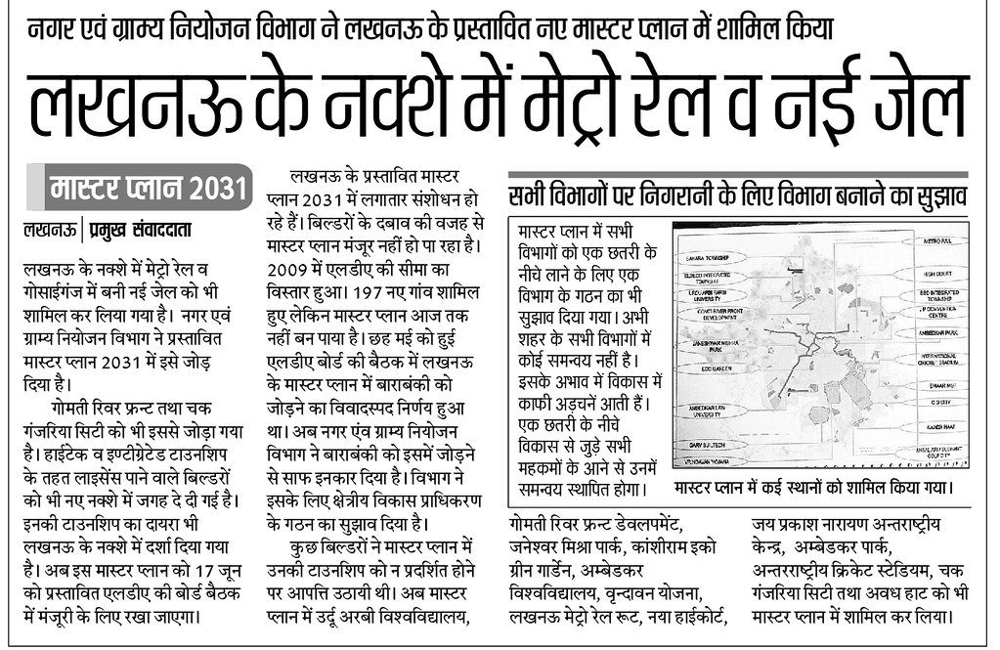 नगर एवं ग्राम्य नियोजन विभाग ने लखनऊ के प्रस्तावित नए मास्टर प्लान में शामिल किया
लखनऊ के नक्शे में मेट्रो रेल व नई जेल
मास्टर प्लान 2031
लखनऊ | प्रमुख संवाददाता
लखनऊ के नक्शे में मेट्रो रेल व
गोसाईगंज में बनी नई जेल को भी
शामिल कर लिया गया है। नगर एवं
ग्राम्य नियोजन विभाग ने प्रस्तावित
मास्टर प्लान 2031 में इसे जोड़
दिया है।
गोमती रिवर फ्रन्ट तथा चक
गंजरिया सिटी को भी इससे जोड़ा गया
है। हाईटेक व इण्टीग्रेटेड टाउनशिप
के तहत लाइसेंस पाने वाले बिल्डरों
को भी नए नक्शे में जगह दे दी गई है।
इनकी टाउनशिप का दायरा भी
लखनऊ के नक्शे में दर्शा दिया गया
है। अब इस मास्टर प्लान को 17 जून
को प्रस्तावित एलडीए की बोर्ड बैठक
में मंजूरी के लिए रखा जाएगा।
लखनऊ के प्रस्तावित मास्टर
प्लान 2031 में लगातार संशोधन हो
रहे हैं। बिल्डरों के दबाव की वजह से
मास्टर प्लान मंजूर नहीं हो पा रहा है।
2009 में एलडीए की सीमा का
विस्तार हुआ। 197 नए गांव शामिल
हुए लेकिन मास्टर प्लान आज तक
नहीं बन पाया है। छह मई को हुई
एलडीए बोर्ड की बैठक में लखनऊ
के मास्टर प्लान में बाराबंकी को
जोड़ने का विवादस्पद निर्णय हुआ
था। अब नगर एंव ग्राम्य नियोजन
विभाग ने बाराबंकी को इसमें जोड़ने
से साफ इनकार दिया है। विभाग ने
इसके लिए क्षेत्रीय विकास प्राधिकरण
के गठन का सुझाव दिया है।
कुछ बिल्डरों ने मास्टर प्लान में
उनकी टाउनशिप को न प्रदर्शित होने
पर आपत्ति उठायी थी। अब मास्टर
प्लान में उर्दू अरबी विश्वविद्यालय,
सभी विभागों पर निगरानी के लिए विभाग बनाने का सुझाव
मास्टर प्लान में सभी
विभागों को एक छतरी के
नीचे लाने के लिए एक
विभाग के गठन का भी
सुझाव दिया गया। अभी
शहर के सभी विभागों में
कोई समन्वय नहीं है।
इसके अभाव में विकास में
काफी अड़चनें आती हैं।
एक छतरी के नीचे
विकास से जुड़े सभी
महकमों के आने से उनमें
समन्वय स्थापित होगा।
SAHARA TOWNSHIP
ELDECO INTEGRATED
TOWNSHIP
UNIVERSITY
GOMTI RIVER FRONT
DEVELOPMENT
JANESHWAR MISHRA
PARK
ECO GARDEN
AMBEDKAR LAW
UNIVERSITY
GARV BUILTECH
METRO RAIL
HIGH COURT
BBD INTEGRATED
TOWNSHIP
J P CONVENTION
CENTRE
AMBEDKAR PARK
INTERNATIONAL
CRICKET STADIUM
EMAAR MGF
C G CITY
AWADH HAAT
मास्टर प्लान में कई स्थानों को शामिल किया गया।
गोमती रिवर फ्रन्ट डेवलपमेंट,
जनेश्वर मिश्रा पार्क, कांशीराम इको
ग्रीन गार्डेन, अम्बेडकर
विश्वविद्यालय, वृन्दावन योजना,
लखनऊ मेट्रो रेल रूट, नया हाईकोर्ट,
जय प्रकाश नारायण अन्तराष्ट्रीय
केन्द्र, अम्बेडकर पार्क,
अन्तरराष्ट्रीय क्रिकेट स्टेडियम, चक
गंजरिया सिटी तथा अवध हाट को भी
मास्टर प्लान में शामिल कर लिया।